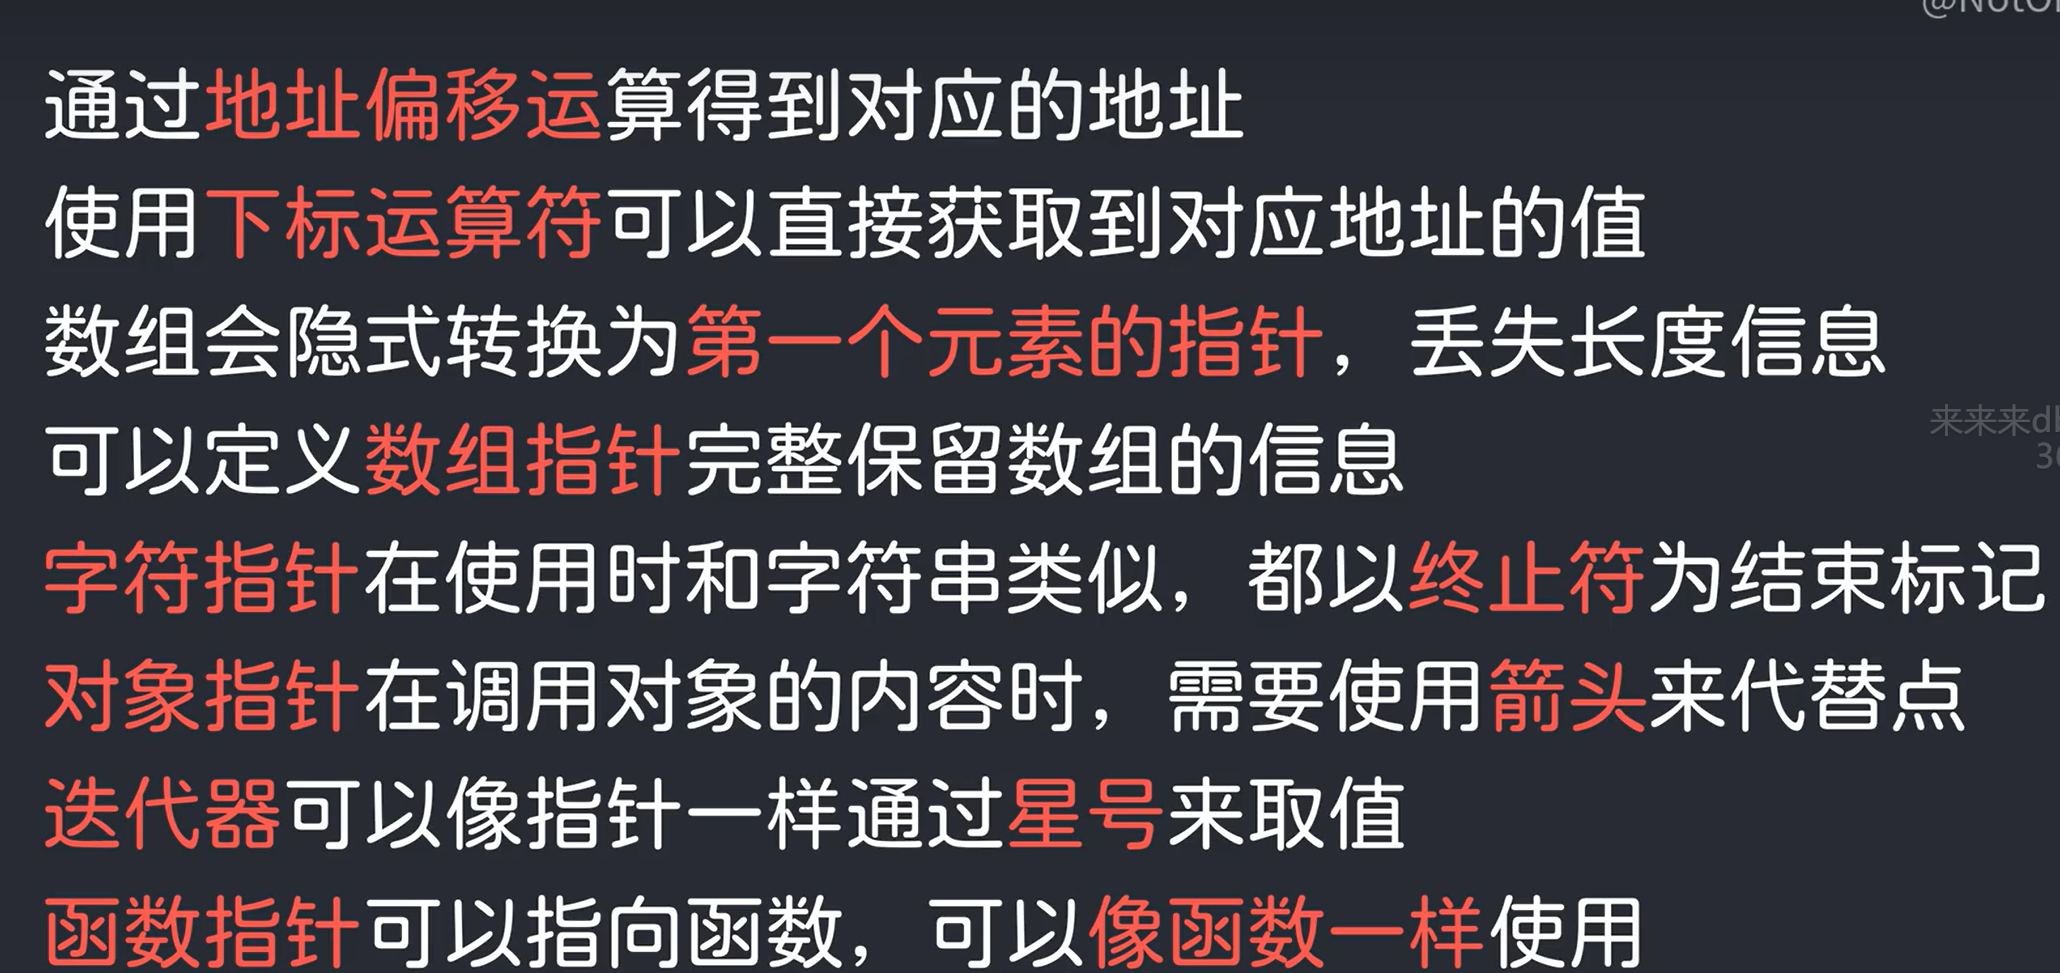 通过地址偏移运算得到对应的地址
使用下标运算符可以直接获取到对应地址的值
数组会隐式转换为第一个元素的指针，丢失长度信息
来来来
可以定义数组指针完整保留数组的信息
字符指针在使用时和字符串类似，都以终止符为结束标记
对象指针在调用对象的内容时，需要使用箭头来代替点
迭代器可以像指针一样通过星号来取值
函数指针可以指向函数，可以像函数一样使用